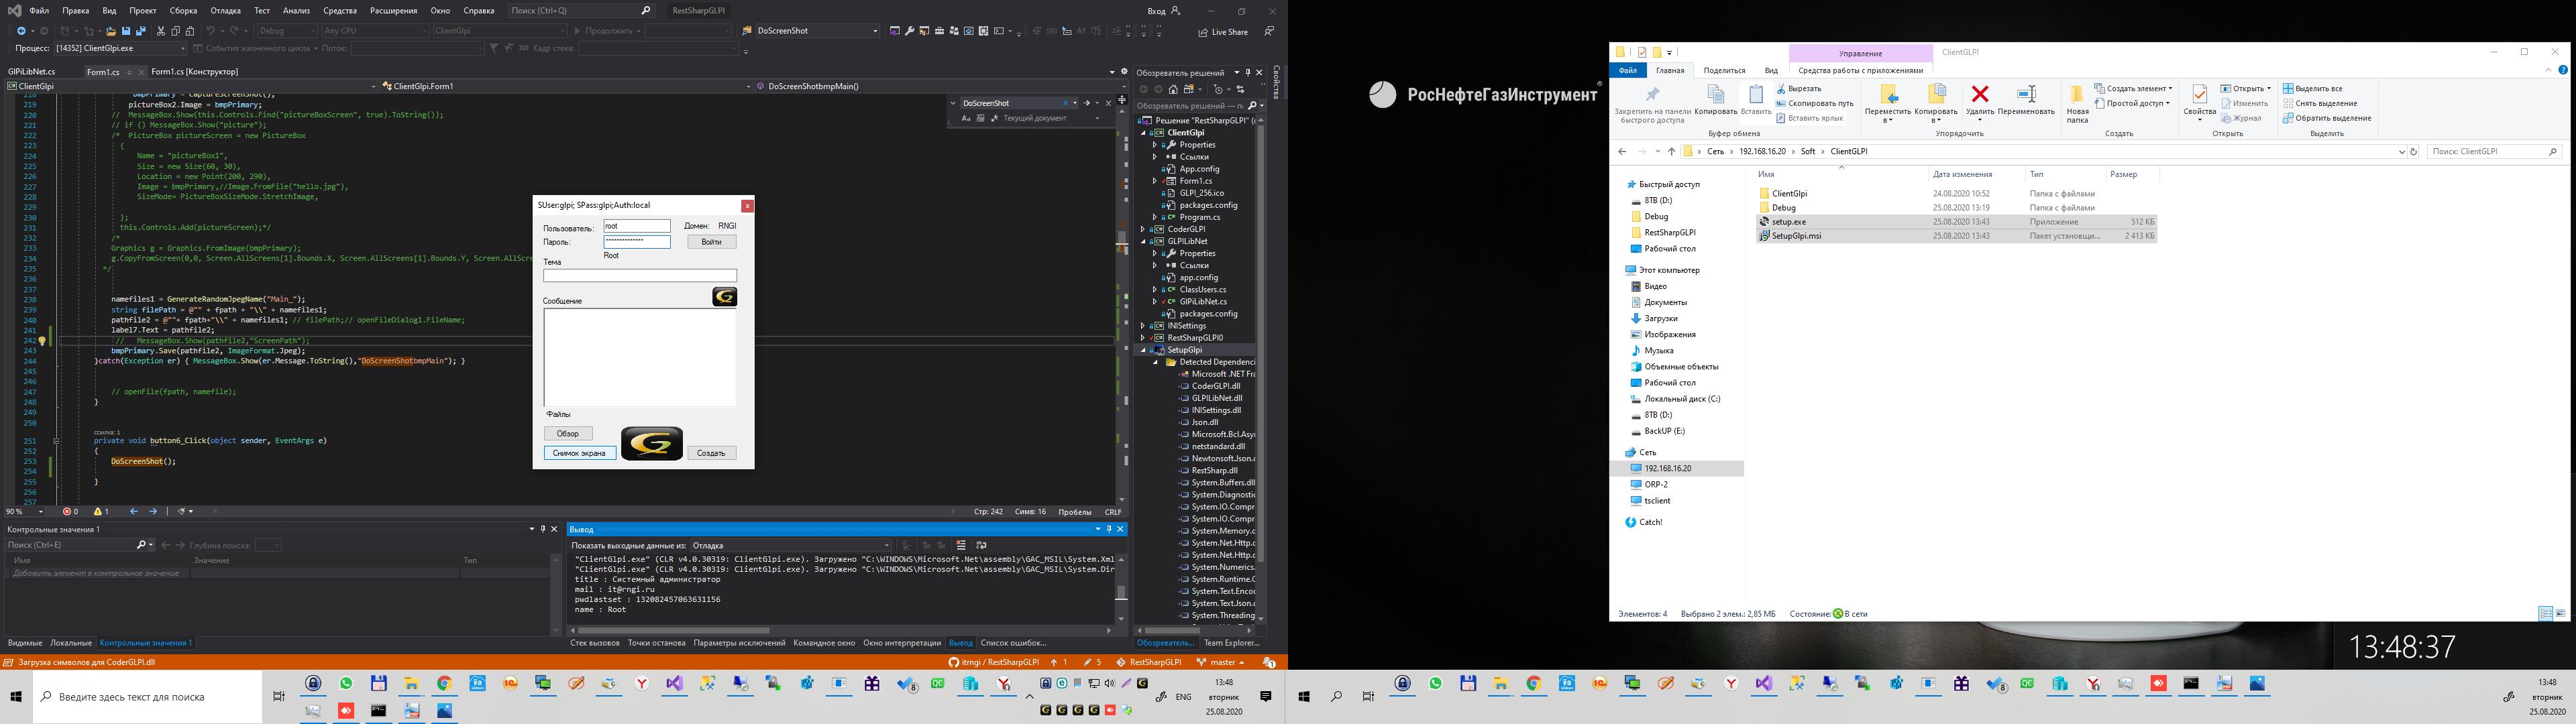 Файл Правка Вид Проект Сборка Отладка Тест Анализ Средства Расширения Окно Справка Поиск (Ctrl+Q) RestSharpGLPI Вход
Debug Any CPU ClientGlpi Продолжить DoScreenShot Live Share
Процесс: [14352] ClientGlpi.exe События жизненного цикла Поток: Кадр стека:
GlPiLibNet.cs Form1.cs Form1.cs [Конструктор]
ClientGlpi ClientGlpi.Form1 DoScreenShotbmpMain()
DoScreenShot
Текущий документ
219 pictureBox2.Image = bmpPrimary;
220 // MessageBox.Show(this.Controls.Find("pictureBoxScreen", true).ToString());
221 // if () MessageBox.Show("picture");
222 /* PictureBox pictureScreen = new PictureBox
223 {
224 Name = "pictureBox1",
225 Size = new Size(60, 30),
226 Location = new Point(200, 290),
227 Image = bmpPrimary,//Image.FromFile("hello.jpg"),
228 SizeMode= PictureBoxSizeMode.StretchImage,
229
230 };
231 this.Controls.Add(pictureScreen);*/
232 /*
233 Graphics g = Graphics.FromImage(bmpPrimary);
234 g.CopyFromScreen(0,0, Screen.AllScreens[1].Bounds.X, Screen.AllScreens[1].Bounds.Y, Screen.AllScre
235 */
236
237
238 namefiles1 = GenerateRandomJpegName("Main_");
239 string filePath = @"" + fpath + "\\" + namefiles1;
240 pathfile2 = @""+ fpath+"\\" + namefiles1; // filePath;// openFileDialog1.FileName;
241 label7.Text = pathfile2;
242 // MessageBox.Show(pathfile2,"ScreenPath");
243 bmpPrimary.Save(pathfile2, ImageFormat.Jpeg);
244 }catch(Exception er) { MessageBox.Show(er.Message.ToString(),"DoScreenShotbmpMain"); }
245
246
247 // openFile(fpath, namefile);
248 }
249
250
ссылка: 1
251 private void button6_Click(object sender, EventArgs e)
252 {
253 DoScreenShot();
254
255 }
256
257
90 % 0 1 Стр: 242 Симв: 16 Пробелы CRLF
SUser:glpi; SPass:glpi;Auth:local
Пользователь: root Домен: RNGI
Пароль: ************** Войти
Root
Тема
Сообщение
Файлы
Обзор
Снимок экрана Создать
Обозреватель решений
Обозреватель решений — п
Решение "RestSharpGLPI"
ClientGlpi
Properties
Ссылки
App.config
Form1.cs
GLPI_256.ico
packages.config
Program.cs
CoderGLPI
GLPILibNet
Properties
Ссылки
app.config
ClassUsers.cs
GlPiLibNet.cs
packages.config
INISettings
RestSharpGLPI0
SetupGlpi
Detected Dependenci
Microsoft .NET Fra
CoderGLPI.dll
GLPILibNet.dll
INISettings.dll
Json.dll
Microsoft.Bcl.Asy
netstandard.dll
Newtonsoft.Json.d
RestSharp.dll
System.Buffers.dll
System.Diagnostic
System.IO.Compr
System.IO.Compr
System.Memory.d
System.Net.Http.d
System.Net.Http.d
System.Numerics.
System.Runtime.C
System.Text.Encod
System.Text.Json.d
System.Threading
Обозреватель... Team Explorer...
Свойства
Контрольные значения 1
Поиск (Ctrl+E) Глубина поиска:
Имя Значение Тип
Добавить элемент в контрольное значение
Видимые Локальные Контрольные значения 1
Вывод
Показать выходные данные из: Отладка
"ClientGlpi.exe" (CLR v4.0.30319: ClientGlpi.exe). Загружено "C:\WINDOWS\Microsoft.Net\assembly\GAC_MSIL\System.Xml
"ClientGlpi.exe" (CLR v4.0.30319: ClientGlpi.exe). Загружено "C:\WINDOWS\Microsoft.Net\assembly\GAC_MSIL\System.Dir
title : Системный администратор
mail : it@rngi.ru
pwdlastset : 132082457063631156
name : Root
Стек вызовов Точки останова Параметры исключений Командное окно Окно интерпретации Вывод Список ошибок...
Загрузка символов для CoderGLPI.dll itrngi / RestSharpGLPI 1 5 RestSharpGLPI master 1
Введите здесь текст для поиска 8 ENG 13:48
вторник
25.08.2020
РосНефтеГазИнструмент®
Управление ClientGLPI
Файл Главная Поделиться Вид Средства работы с приложениями
Закрепить на панели быстрого доступа Копировать Вставить
Вырезать
Скопировать путь
Вставить ярлык
Буфер обмена
Переместить в Копировать в Удалить Переименовать
Упорядочить
Новая папка
Создать элемент
Простой доступ
Создать
Свойства
Открыть
Изменить
Журнал
Открыть
Выделить все
Снять выделение
Обратить выделение
Выделить
Сеть 192.168.16.20 Soft ClientGLPI Поиск: ClientGLPI
Имя Дата изменения Тип Размер
ClientGlpi 24.08.2020 10:52 Папка с файлами
Debug 25.08.2020 13:19 Папка с файлами
setup.exe 25.08.2020 13:43 Приложение 512 КБ
SetupGlpi.msi 25.08.2020 13:43 Пакет установщи... 2 413 КБ
Быстрый доступ
8TB (D:)
Debug
RestSharpGLPI
Рабочий стол
Этот компьютер
Видео
Документы
Загрузки
Изображения
Музыка
Объемные объекты
Рабочий стол
Локальный диск (C:)
8TB (D:)
BackUP (E:)
Сеть
192.168.16.20
ORP-2
tsclient
Catch!
Элементов: 4 Выбрано 2 элем.: 2,85 МБ Состояние: В сети
13:48:37
8 13:48
вторник
25.08.2020